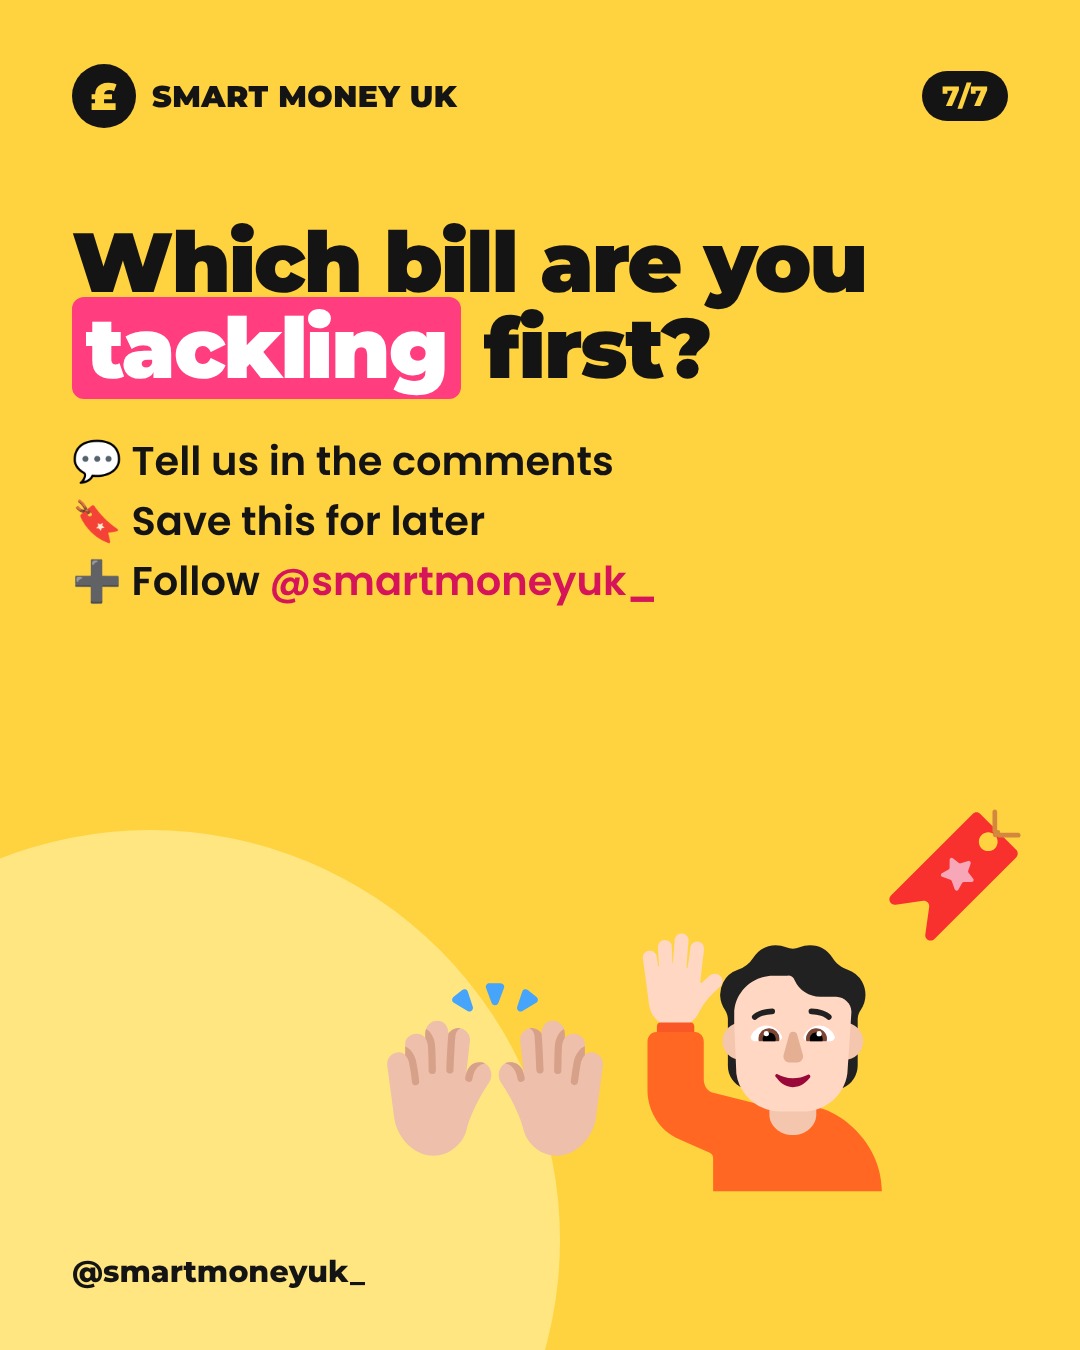 £ SMART MONEY UK
7/7
Which bill are you
tackling first?
💬 Tell us in the comments
🔖 Save this for later
➕ Follow @smartmoneyuk_
@smartmoneyuk_